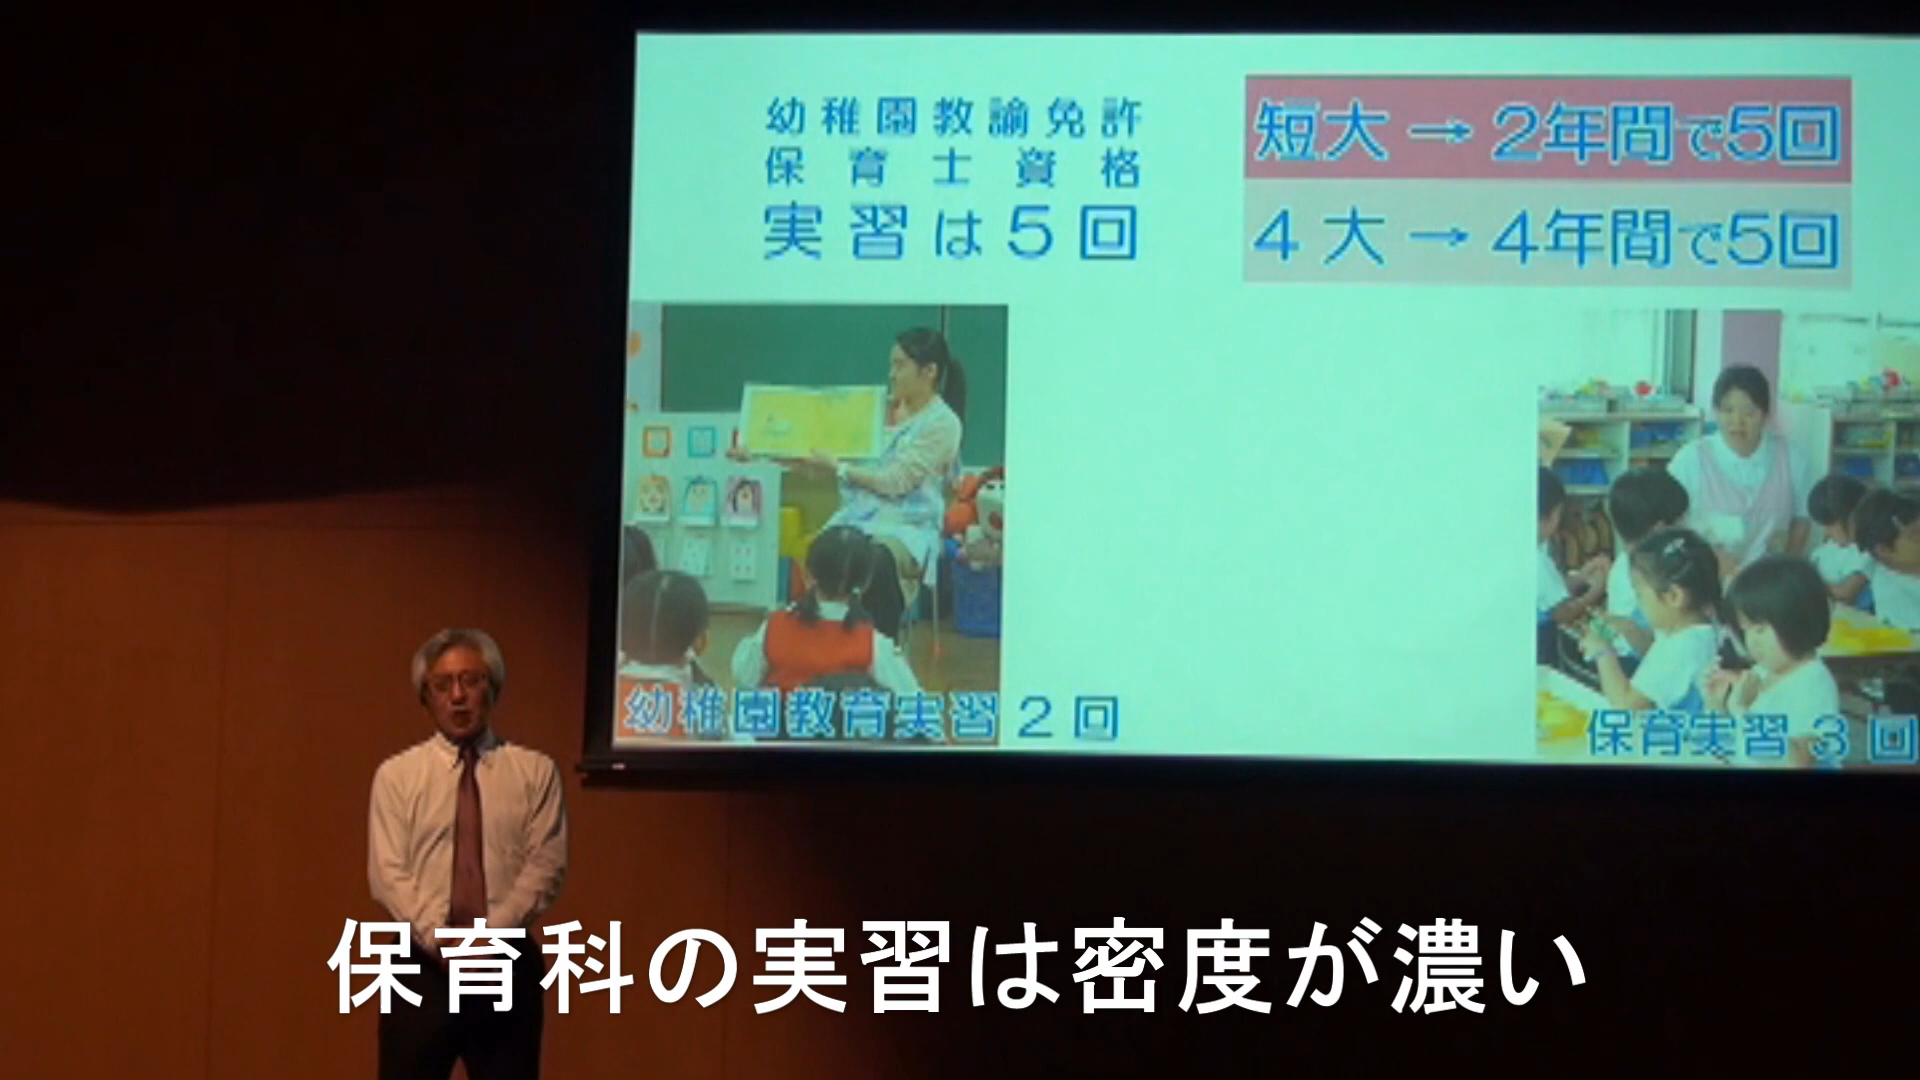 幼稚園教諭免許
保育士資格
実習は5回
短大→2年間で5回
4大→4年間で5回
幼稚園教育実習2回
保育実習3回
保育科の実習は密度が濃い